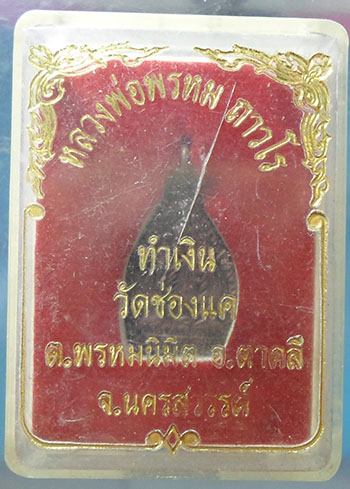 หลวงพ่อพรหม ถาวโร
ทำเงิน
วัดช่องแค
ต.พรหมนิมิต อ.ตาคลี
จ.นครสวรรค์